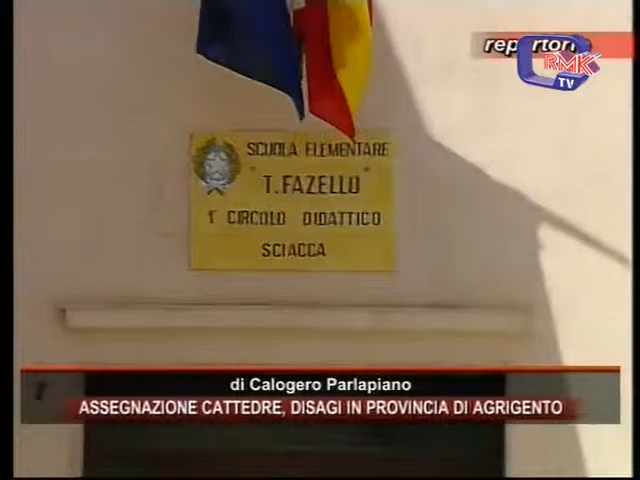 repertorio
RMK
TV
SCUOLA ELEMENTARE
"T. FAZELLO"
1° CIRCOLO DIDATTICO
SCIACCA
di Calogero Parlapiano
ASSEGNAZIONE CATTEDRE, DISAGI IN PROVINCIA DI AGRIGENTO